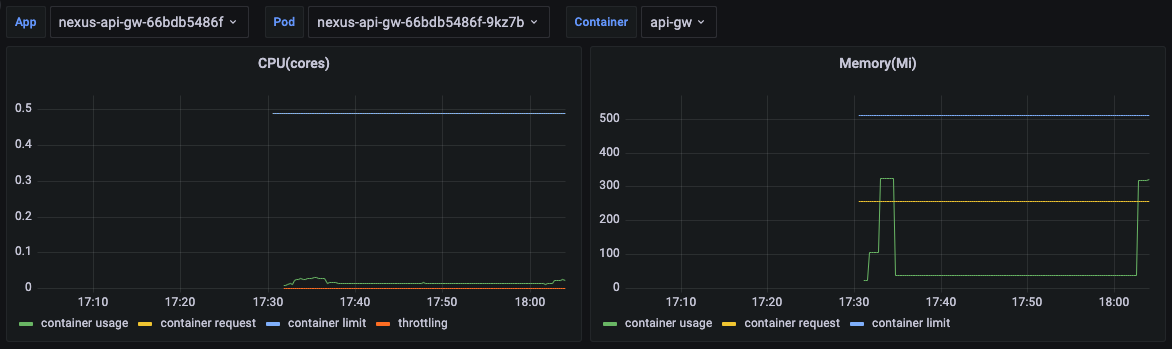 App nexus-api-gw-66bdb5486f Pod nexus-api-gw-66bdb5486f-9kz7b Container api-gw
CPU(cores)
0.5
0.4
0.3
0.2
0.1
0
17:10 17:20 17:30 17:40 17:50 18:00
container usage container request container limit throttling
Memory(Mi)
500
400
300
200
100
0
17:10 17:20 17:30 17:40 17:50 18:00
container usage container request container limit